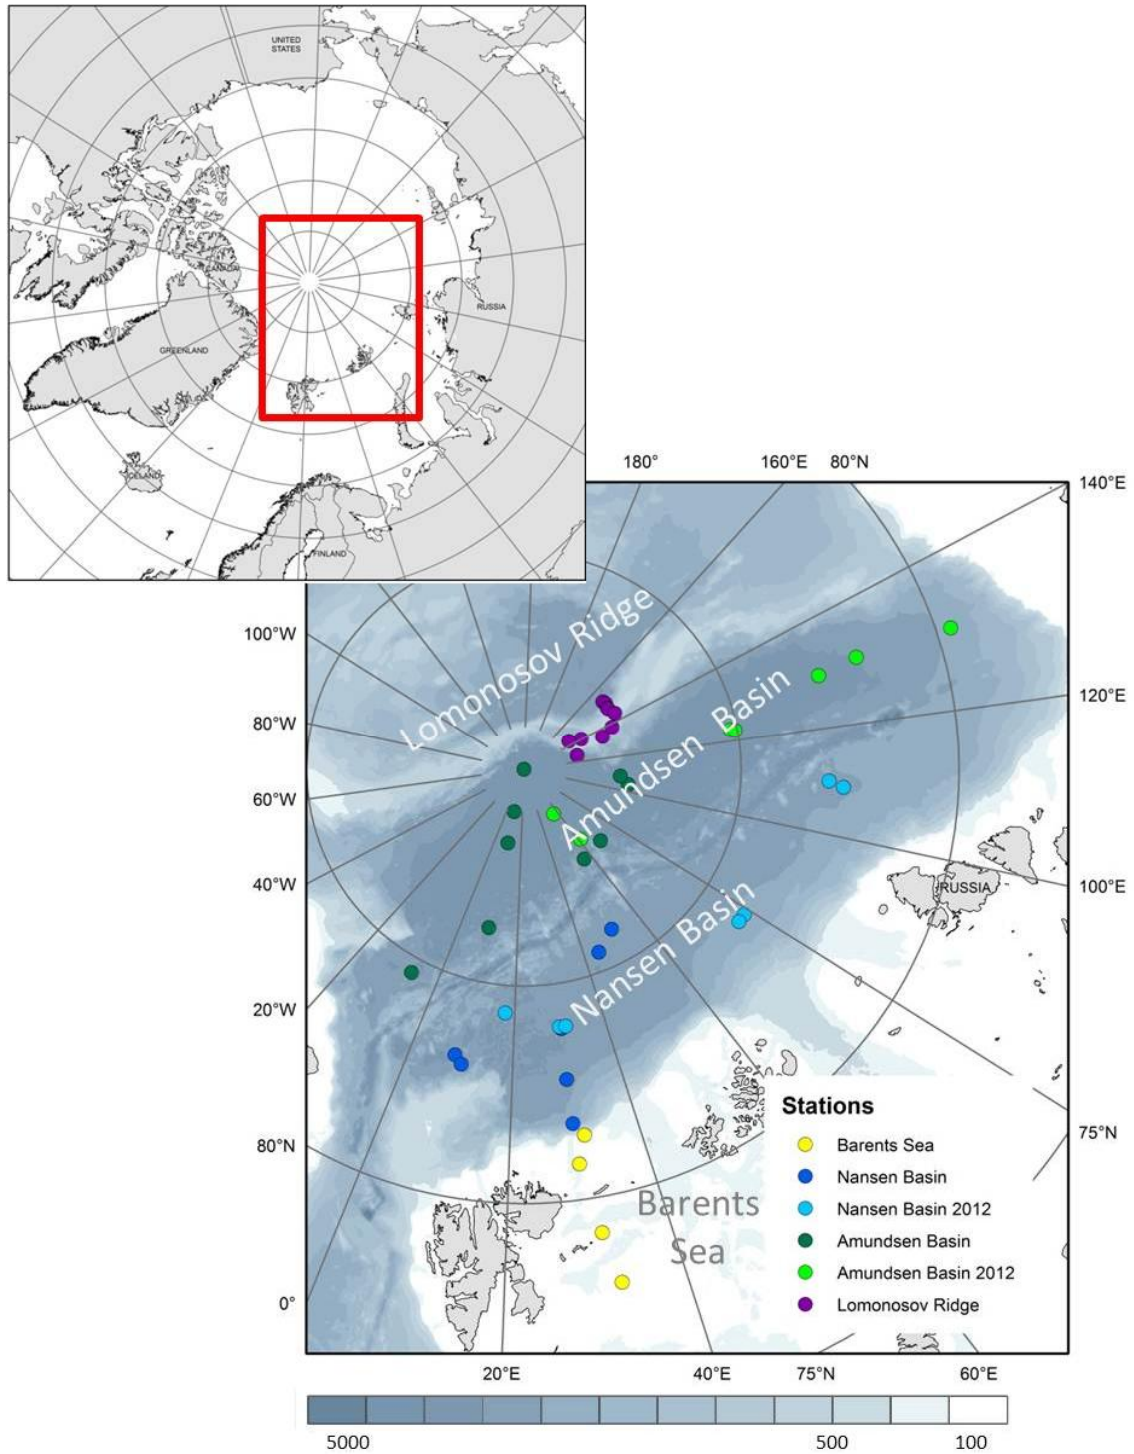 UNITED
STATES
CANADA
RUSSIA
GREENLAND
ICELAND
FINLAND
180°
160°E
80°N
140°E
100°W
Lomonosov Ridge
120°E
80°W
60°W
Amundsen Basin
40°W
RUSSIA
100°E
Nansen Basin
20°W
80°N
75°N
Stations
Barents Sea
Nansen Basin
Nansen Basin 2012
Amundsen Basin
Amundsen Basin 2012
Lomonosov Ridge
Barents
Sea
0°
20°E
40°E
75°N
60°E
5000
500
100